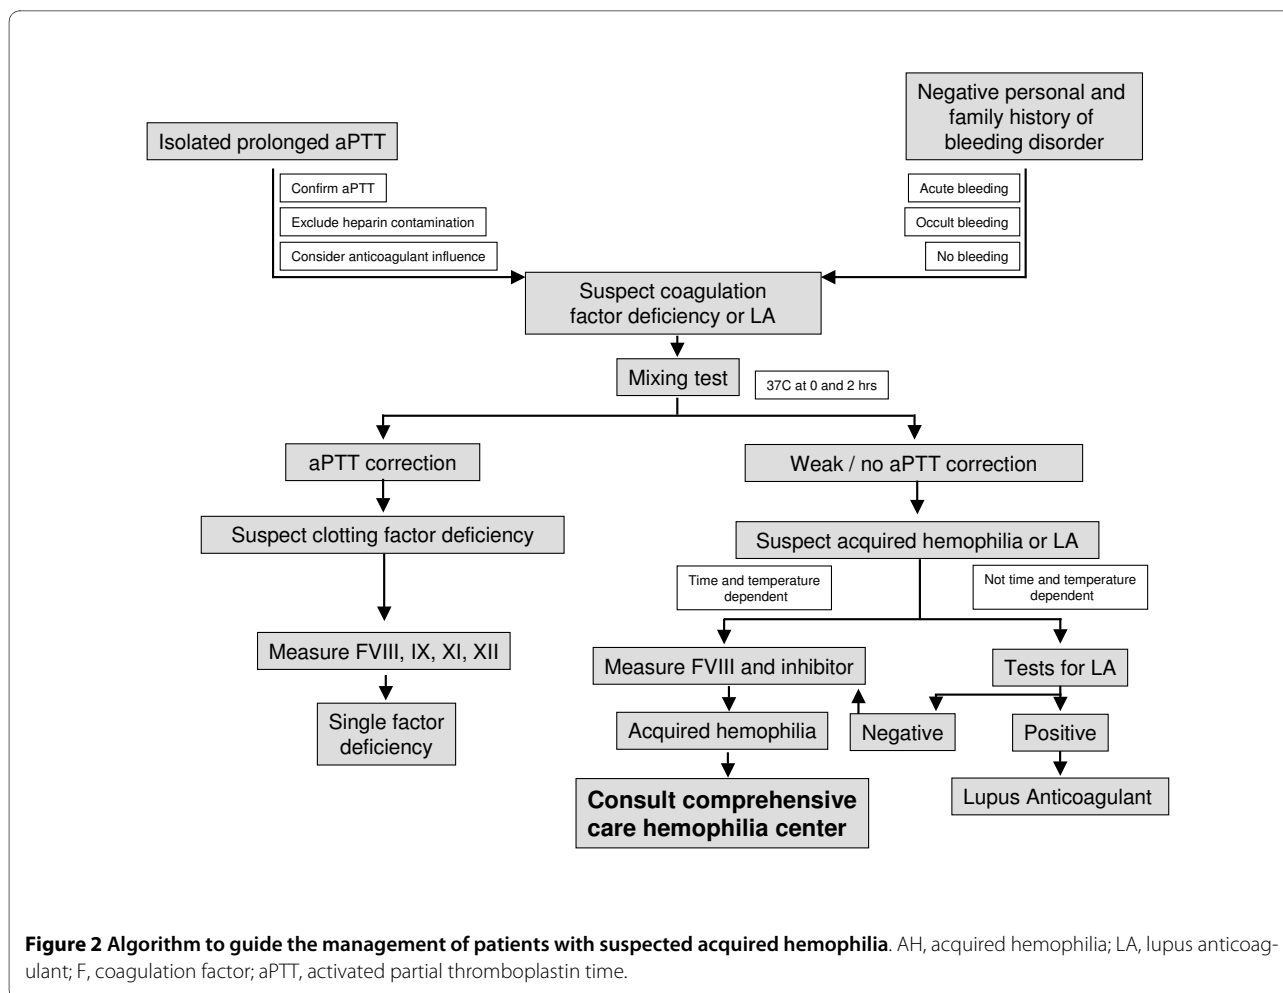 Negative personal and
family history of
bleeding disorder
Isolated prolonged aPTT
Confirm aPTT
Exclude heparin contamination
Consider anticoagulant influence
Acute bleeding
Occult bleeding
No bleeding
Suspect coagulation
factor deficiency or LA
Mixing test
37C at 0 and 2 hrs
aPTT correction
Weak / no aPTT correction
Suspect clotting factor deficiency
Suspect acquired hemophilia or LA
Time and temperature
dependent
Not time and temperature
dependent
Measure FVIII, IX, XI, XII
Measure FVIII and inhibitor
Tests for LA
Single factor
deficiency
Acquired hemophilia
Negative
Positive
Consult comprehensive
care hemophilia center
Lupus Anticoagulant
Figure 2 Algorithm to guide the management of patients with suspected acquired hemophilia. AH, acquired hemophilia; LA, lupus anticoag-
ulant; F, coagulation factor; aPTT, activated partial thromboplastin time.